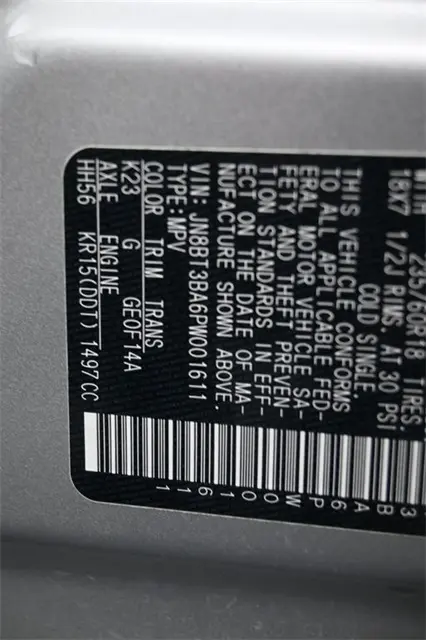 WITH 235/60R18 TIRES.
18X7 1/2J RIMS, AT 30 PSI
COLD SINGLE.
THIS VEHICLE CONFORMS
TO ALL APPLICABLE FED-
ERAL MOTOR VEHICLE SA-
FETY AND THEFT PREVEN-
TION STANDARDS IN EFF-
ECT ON THE DATE OF MA-
NUFACTURE SHOWN ABOVE.
VIN: JN8BT3BA6PW001611
TYPE: MPV
COLOR TRIM TRANS
K23 G GE0F14A
AXLE ENGINE
HH56 KR15(DDT) 1497CC
3BA6PW001611